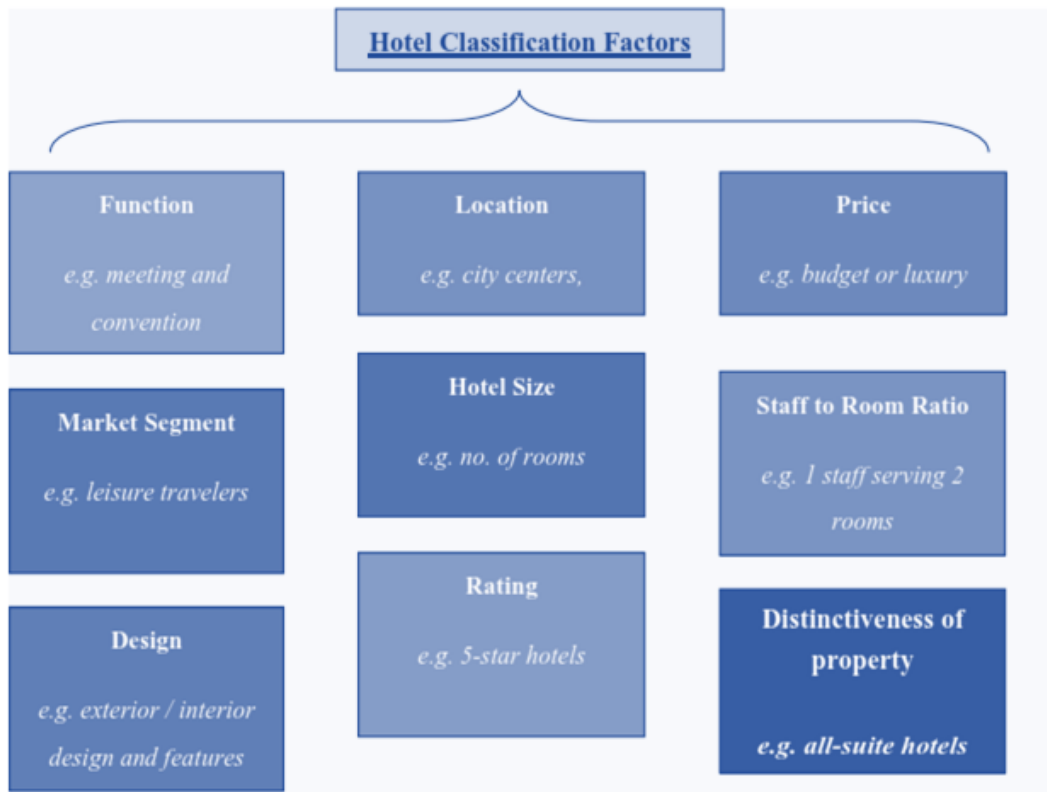 Hotel Classification Factors
Function
e.g. meeting and
convention
Location
e.g. city centers,
Price
e.g. budget or luxury
Market Segment
e.g. leisure travelers
Hotel Size
e.g. no. of rooms
Staff to Room Ratio
e.g. 1 staff serving 2
rooms
Design
e.g. exterior / interior
design and features
Rating
e.g. 5-star hotels
Distinctiveness of
property
e.g. all-suite hotels